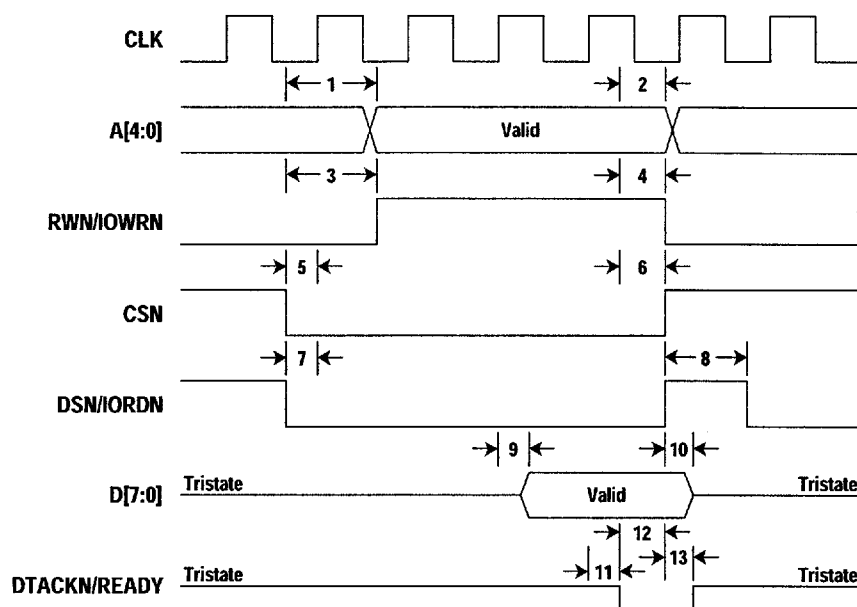 CLK
1
2
A[4:0]
Valid
3
4
RWN/IOWRN
5
6
CSN
7
8
DSN/IORDN
9
10
Tristate
Tristate
D[7:0]
Valid
12
11
13
Tristate
Tristate
DTACKN/READY